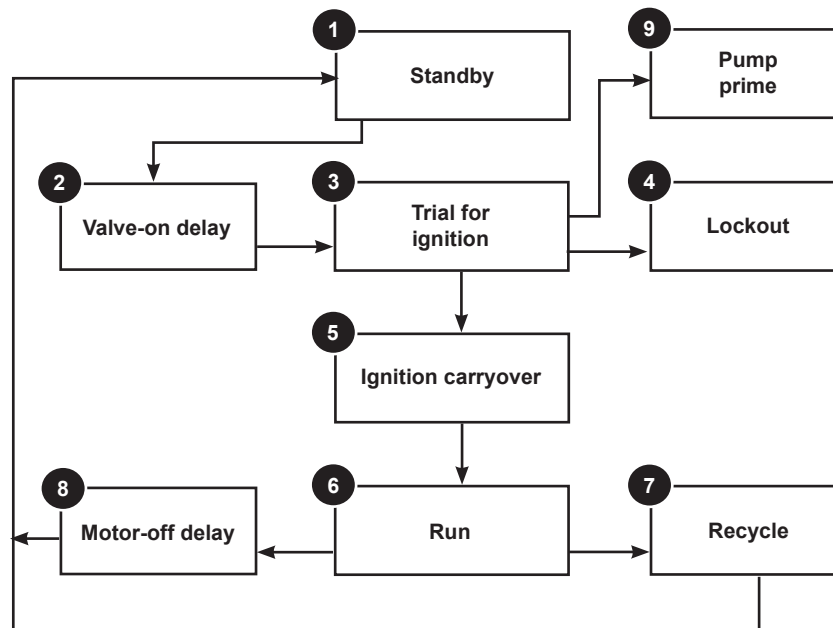 1
Standby
9
Pump
prime
2
Valve-on delay
3
Trial for
ignition
4
Lockout
5
Ignition carryover
8
Motor-off delay
6
Run
7
Recycle